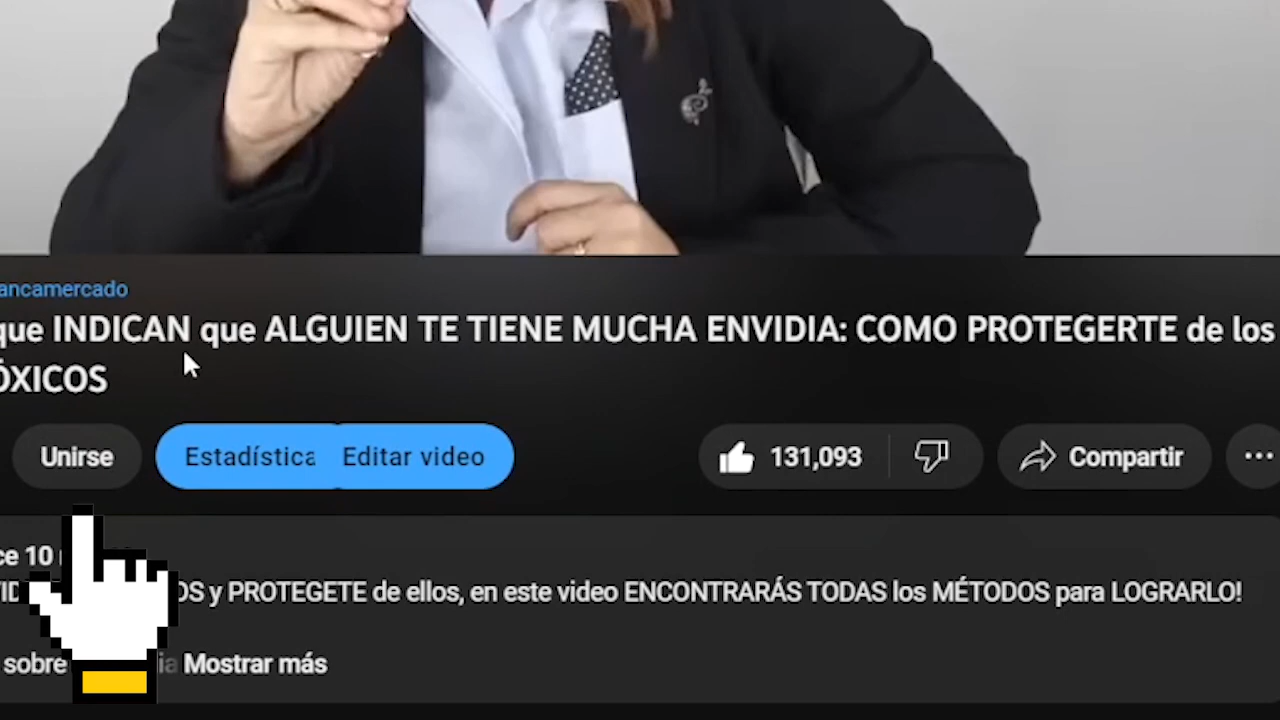 ancamercado
que INDICAN que ALGUIEN TE TIENE MUCHA ENVIDIA: COMO PROTEGERTE de los
ÓXICOS
Unirse Estadística Editar video 131,093 Compartir
ce 10
OS y PROTEGETE de ellos, en este video ENCONTRARÁS TODAS los MÉTODOS para LOGRARLO!
sobre ia Mostrar más